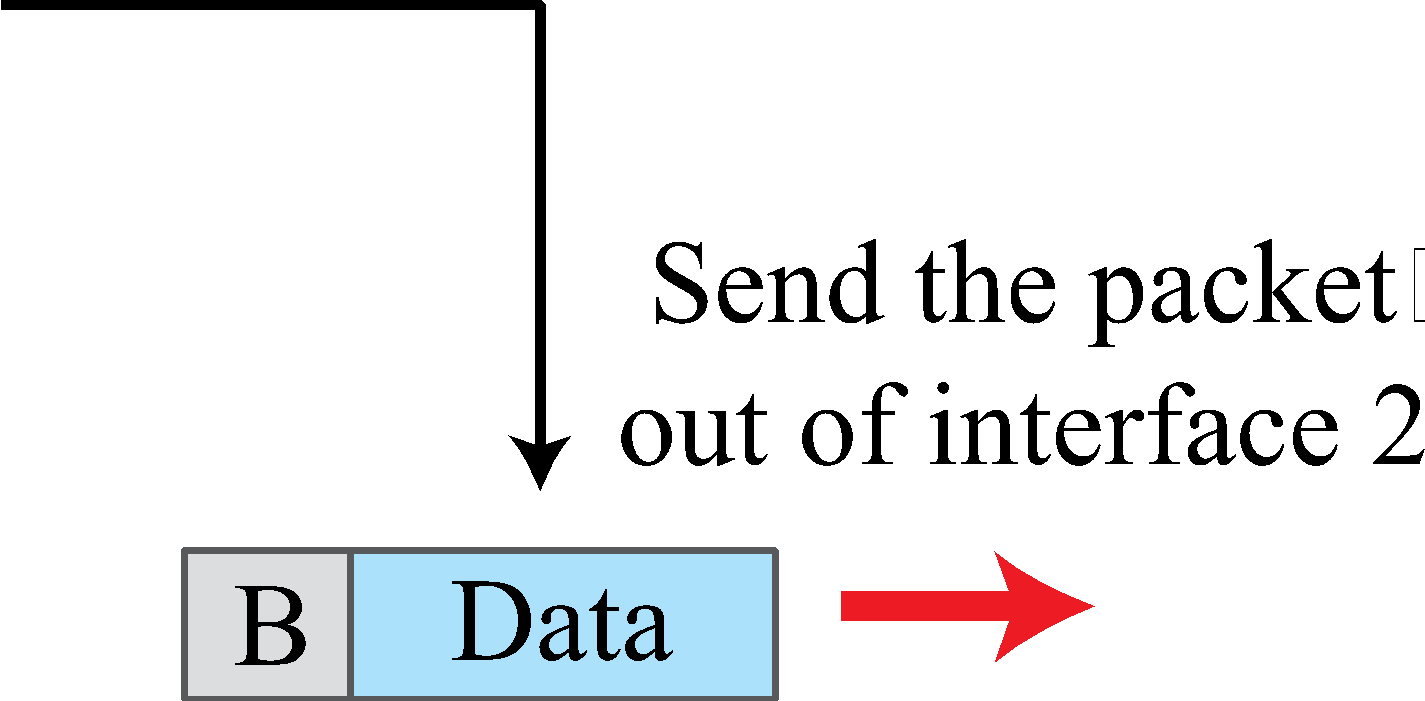 Send the packet
out of interface 2
B Data